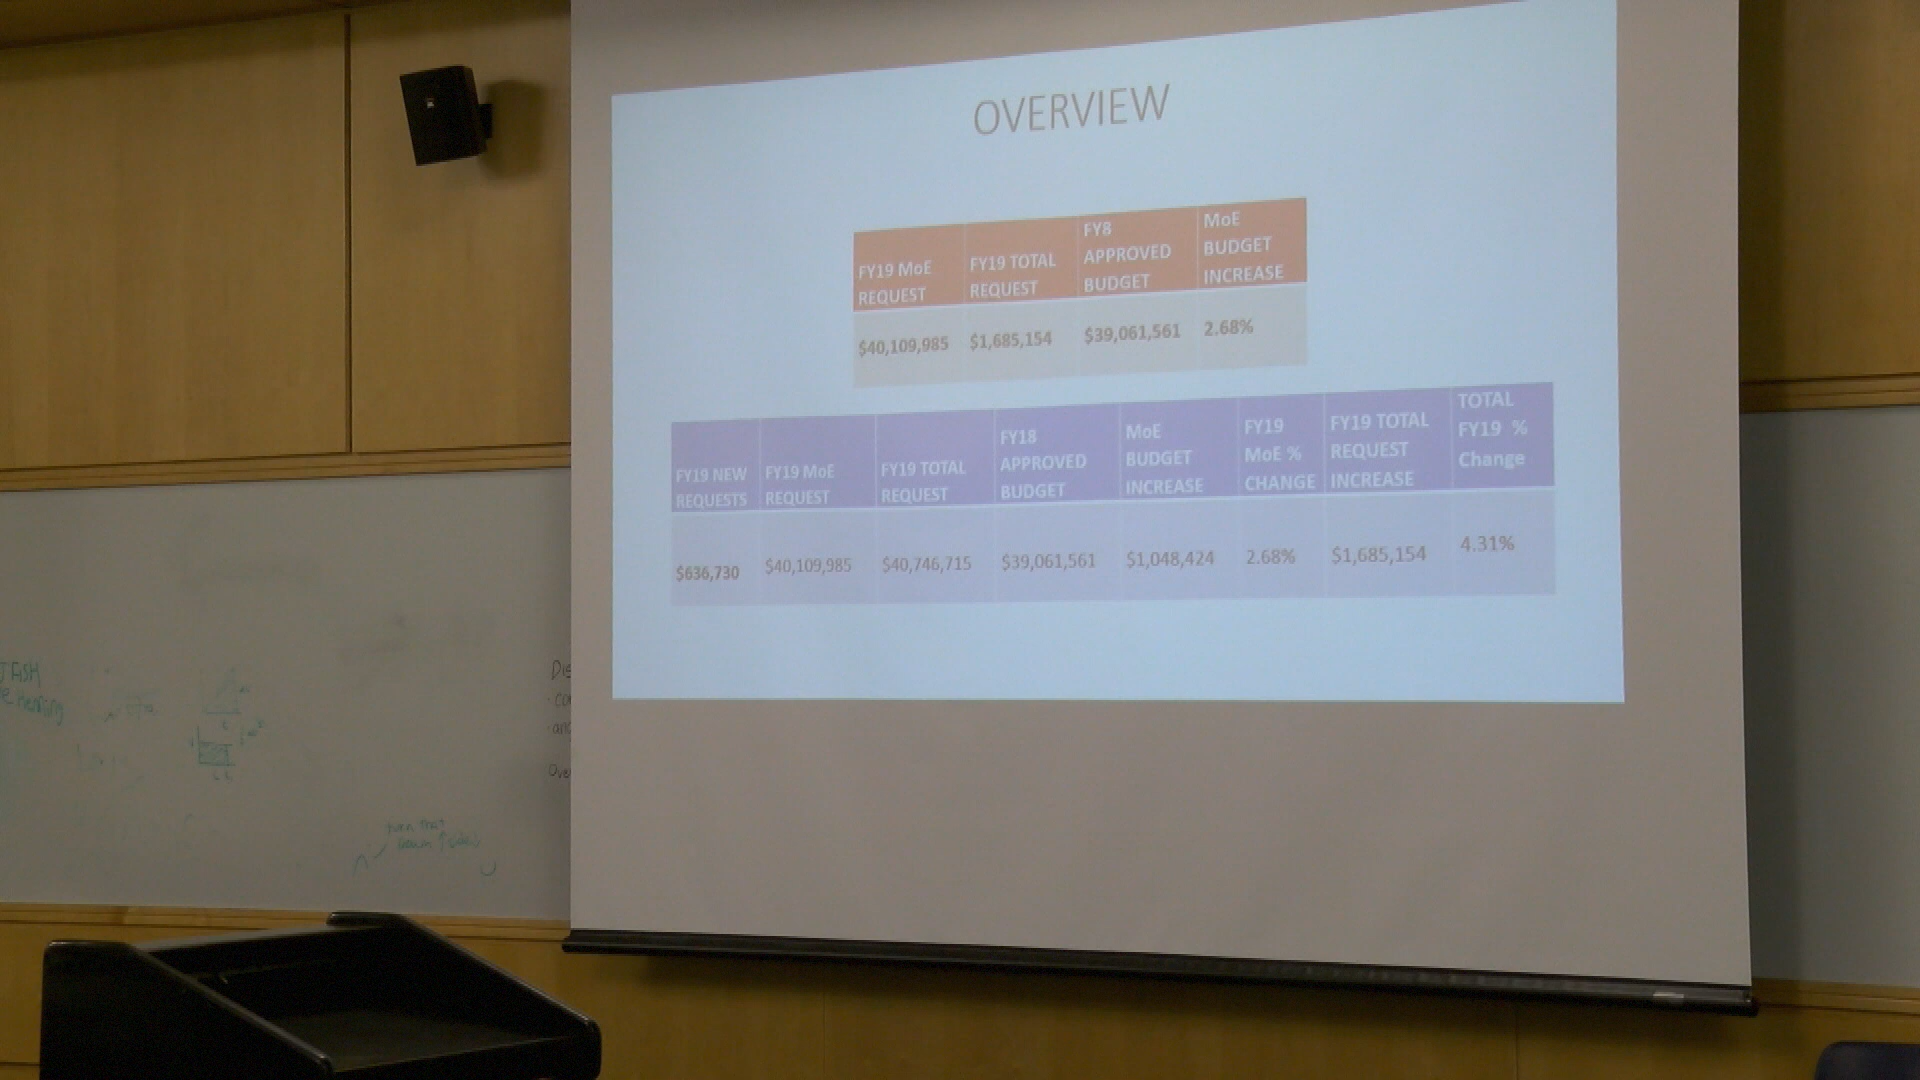 OVERVIEW
FY19 MoE
REQUEST
FY19 TOTAL
REQUEST
FY8
APPROVED
BUDGET
MoE
BUDGET
INCREASE
$40,109,985
$1,685,154
$39,061,561
2.68%
FY19 NEW
REQUESTS
FY19 MoE
REQUEST
FY19 TOTAL
REQUEST
FY18
APPROVED
BUDGET
MoE
BUDGET
INCREASE
FY19
MoE %
CHANGE
FY19 TOTAL
REQUEST
INCREASE
TOTAL
FY19 %
Change
$636,730
$40,109,985
$40,746,715
$39,061,561
$1,048,424
2.68%
$1,685,154
4.31%